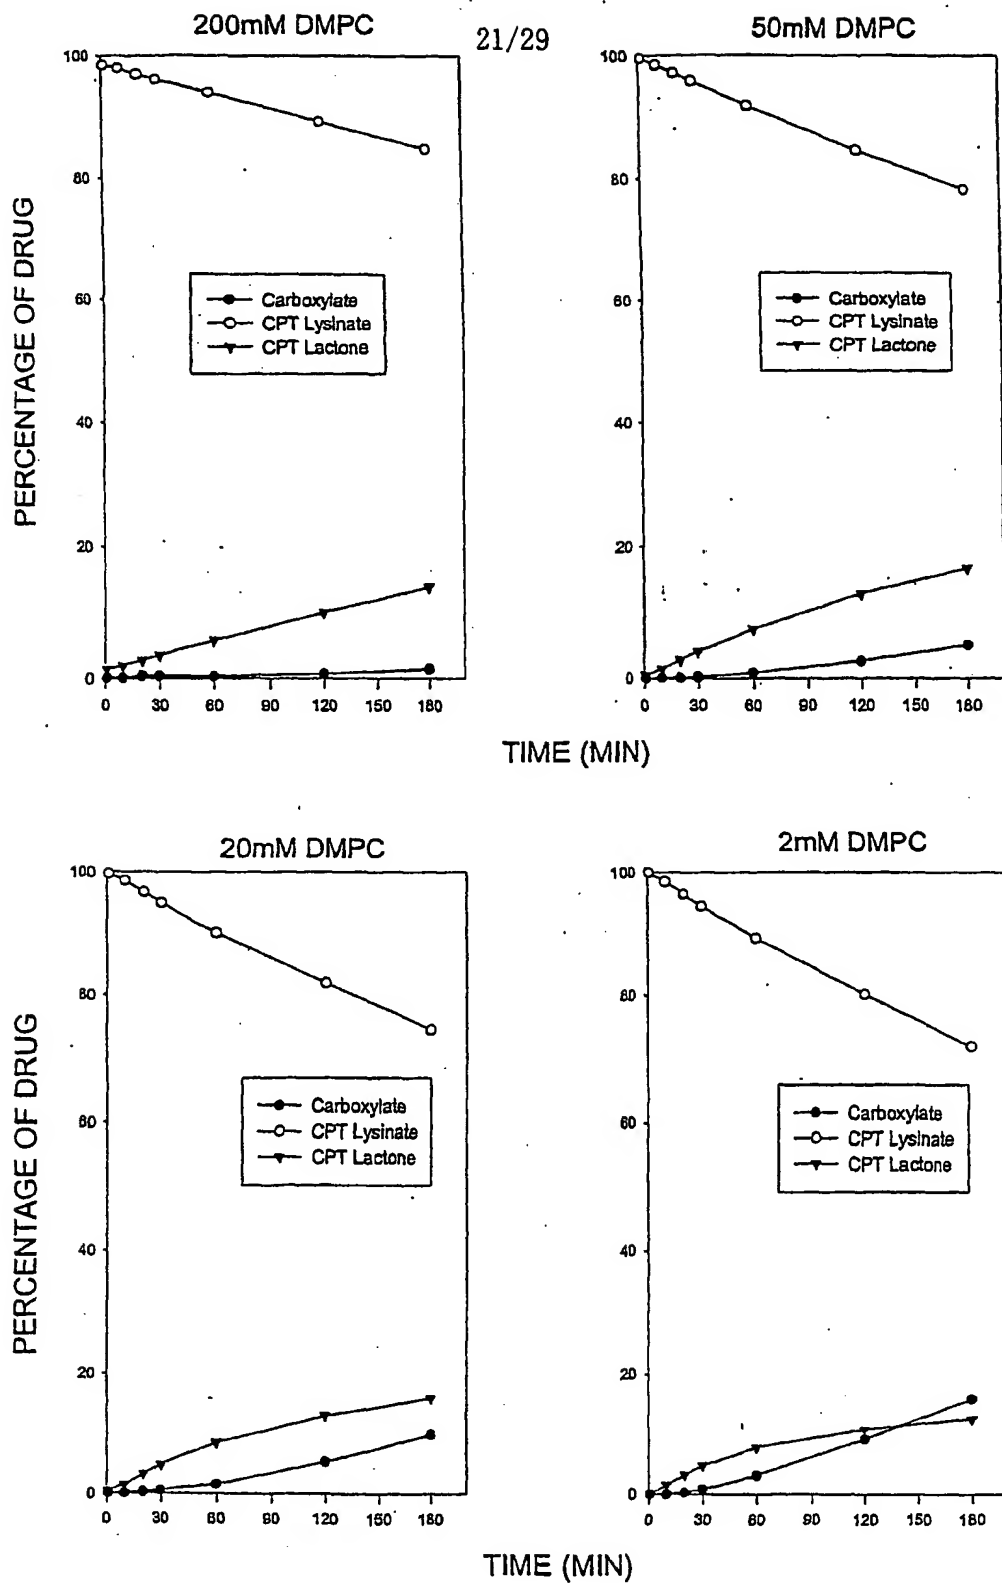 21/29
200mM DMPC
50mM DMPC
PERCENTAGE OF DRUG
100
80
60
40
20
0
Carboxylate
CPT Lysinate
CPT Lactone
0 30 60 90 120 150 180
100
80
60
40
20
0
Carboxylate
CPT Lysinate
CPT Lactone
0 30 60 90 120 150 180
TIME (MIN)
20mM DMPC
2mM DMPC
PERCENTAGE OF DRUG
100
80
60
40
20
0
Carboxylate
CPT Lysinate
CPT Lactone
0 30 60 90 120 150 180
100
80
60
40
20
0
Carboxylate
CPT Lysinate
CPT Lactone
0 30 60 90 120 150 180
TIME (MIN)